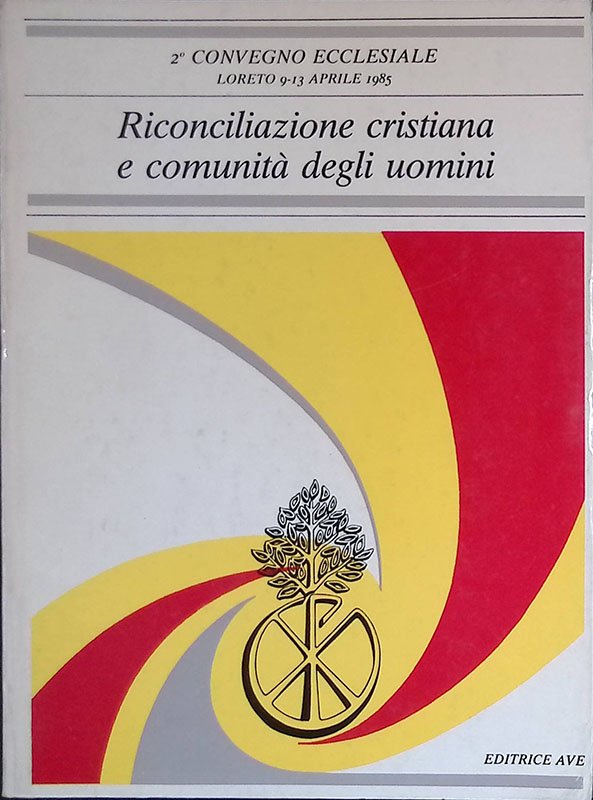 2° CONVEGNO ECCLESIALE
LORETO 9-13 APRILE 1985
Riconciliazione cristiana
e comunità degli uomini
EDITRICE AVE